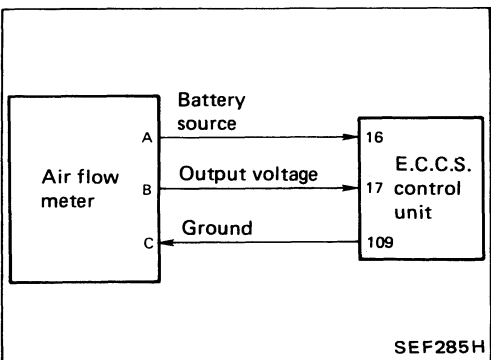 Battery
source
A
16
Air flow
meter
E.C.C.S.
control
unit
Output voltage
B
17
Ground
C
109
SEF285H